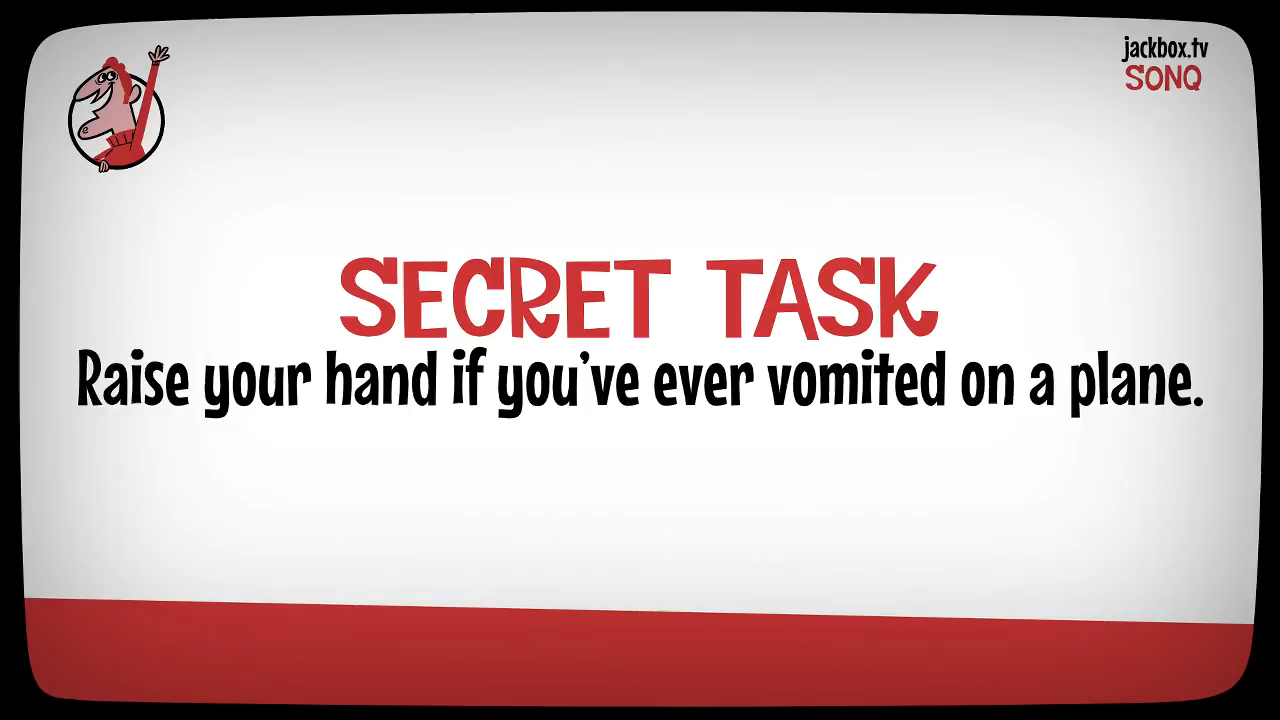 jackbox.tv
SONQ
SECRET TASK
Raise your hand if you've ever vomited on a plane.